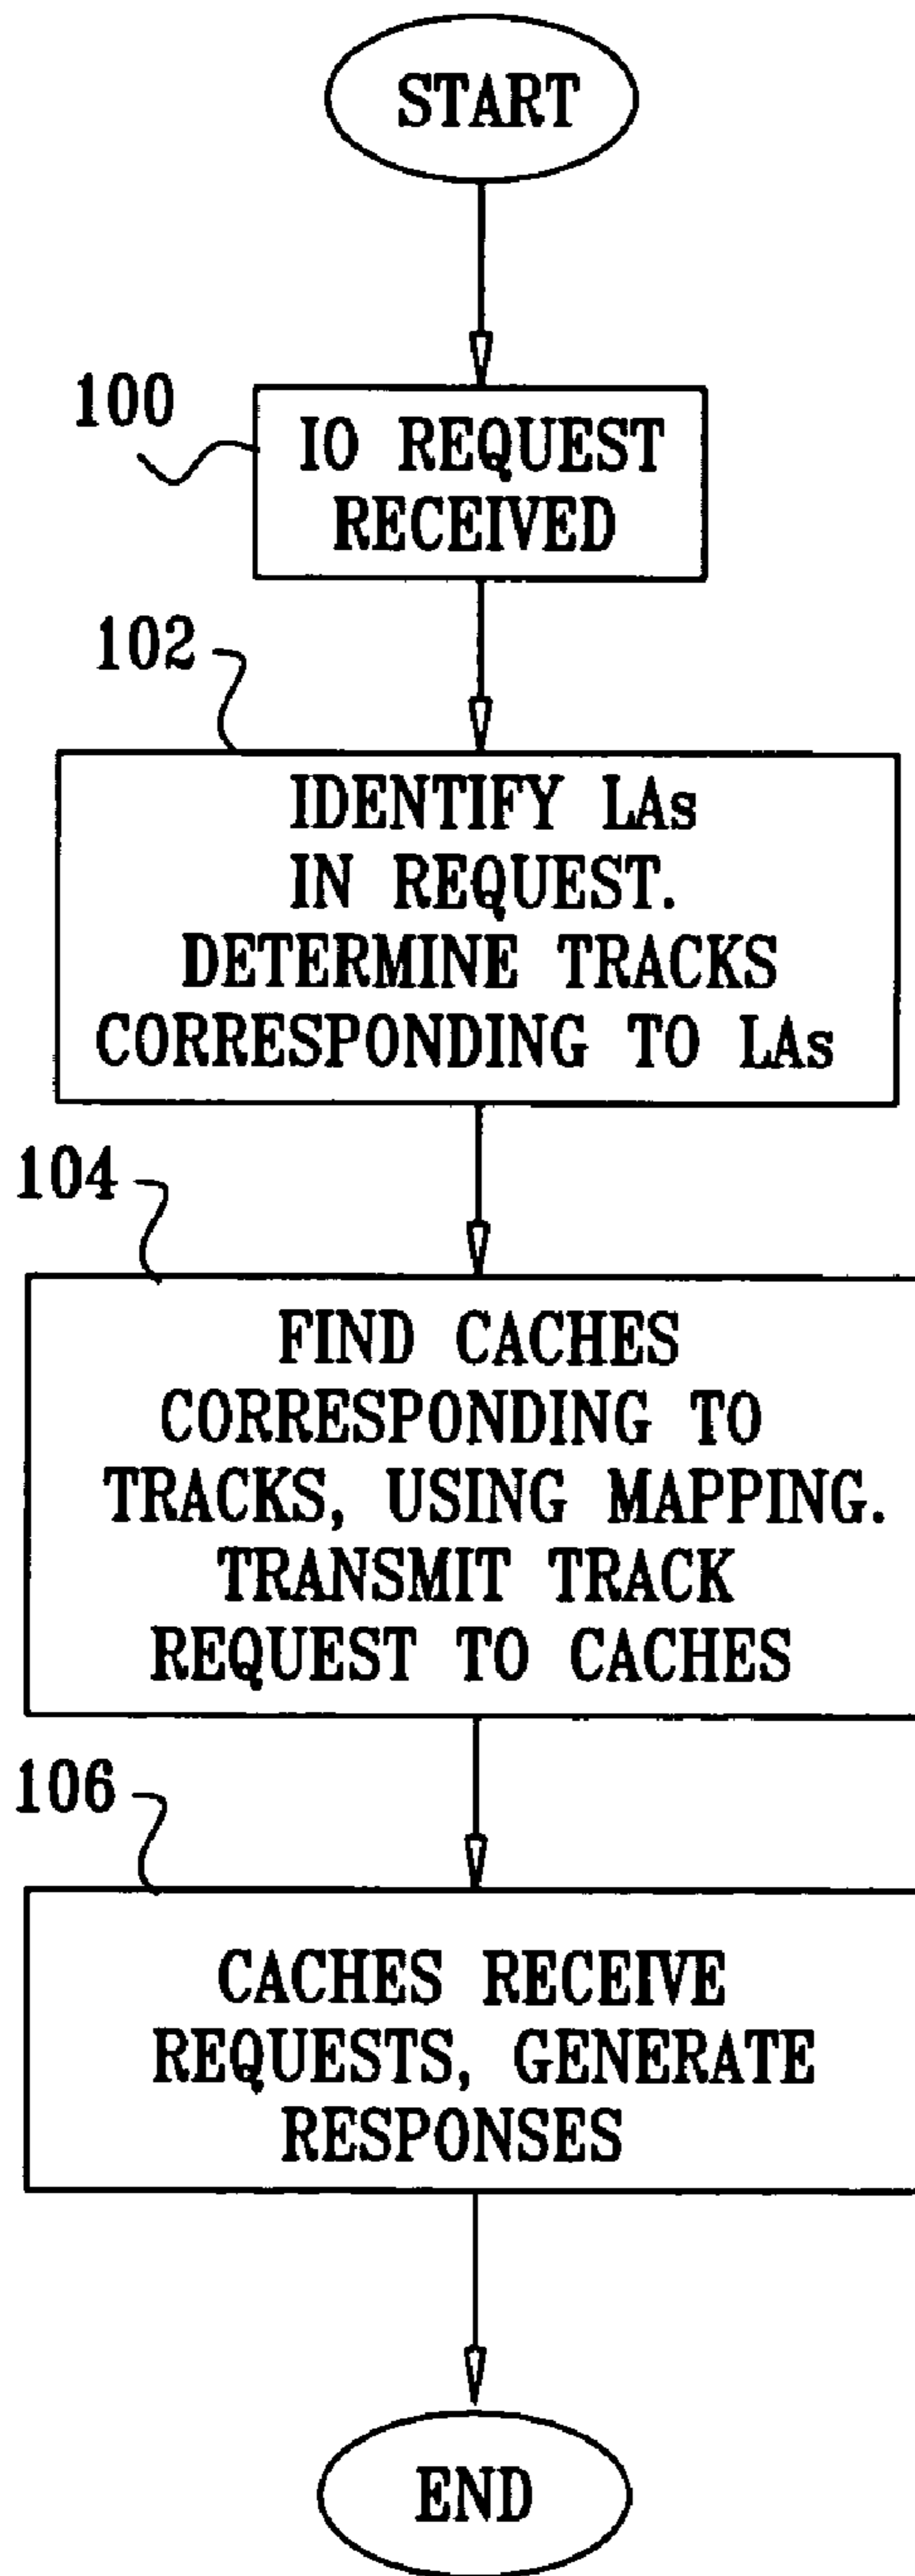 START
100
IO REQUEST
RECEIVED
102
IDENTIFY LAs
IN REQUEST.
DETERMINE TRACKS
CORRESPONDING TO LAs
104
FIND CACHES
CORRESPONDING TO
TRACKS, USING MAPPING.
TRANSMIT TRACK
REQUEST TO CACHES
106
CACHES RECEIVE
REQUESTS, GENERATE
RESPONSES
END